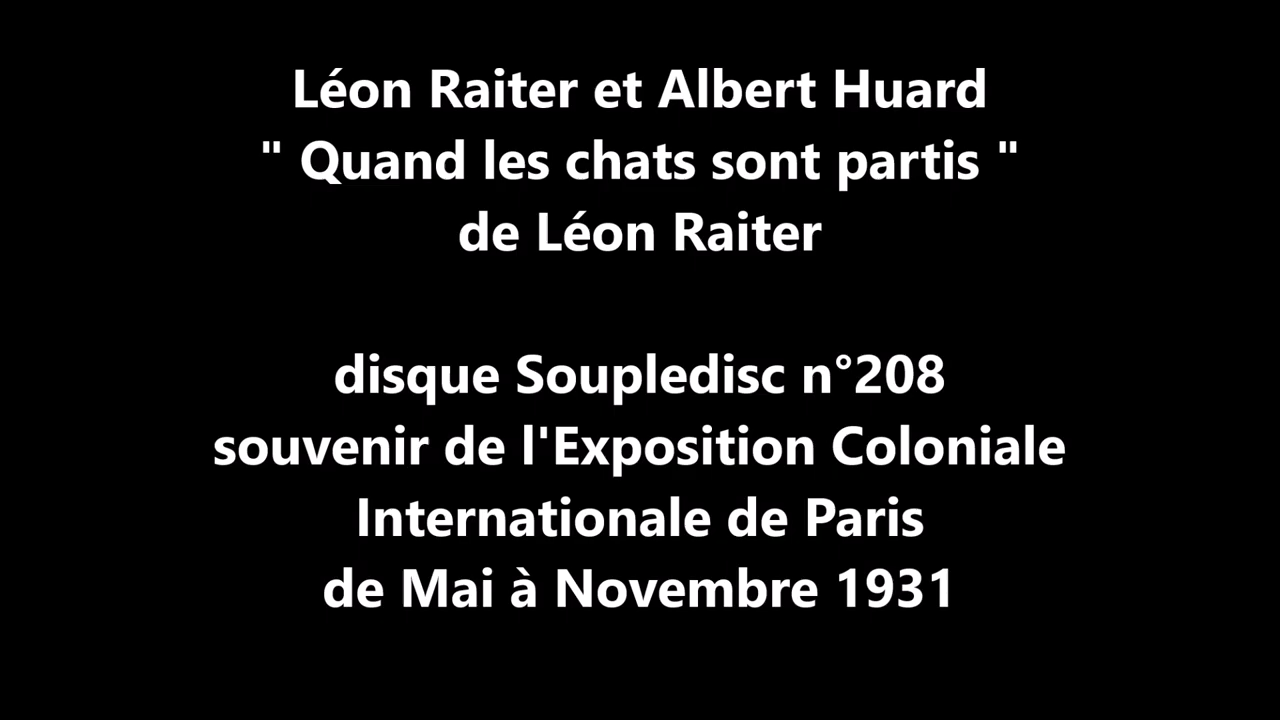 Léon Raiter et Albert Huard
" Quand les chats sont partis "
de Léon Raiter
disque Soupledisc n°208
souvenir de l'Exposition Coloniale
Internationale de Paris
de Mai à Novembre 1931